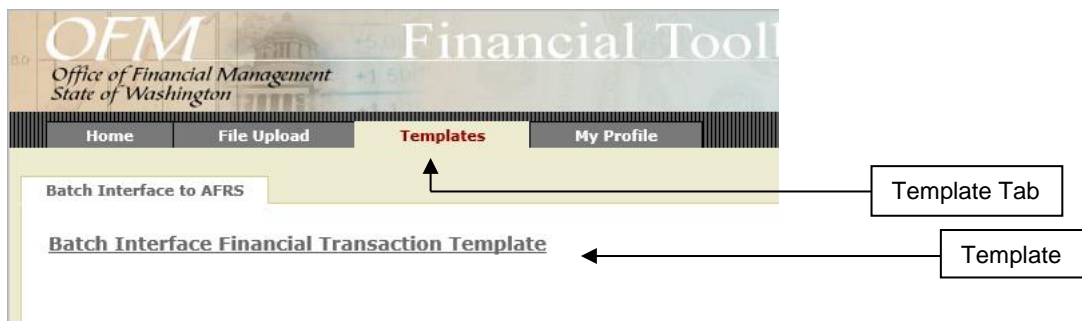 OFM
Financial Tool
Office of Financial Management
State of Washington
Home File Upload Templates My Profile
Batch Interface to AFRS
Template Tab
Batch Interface Financial Transaction Template
Template